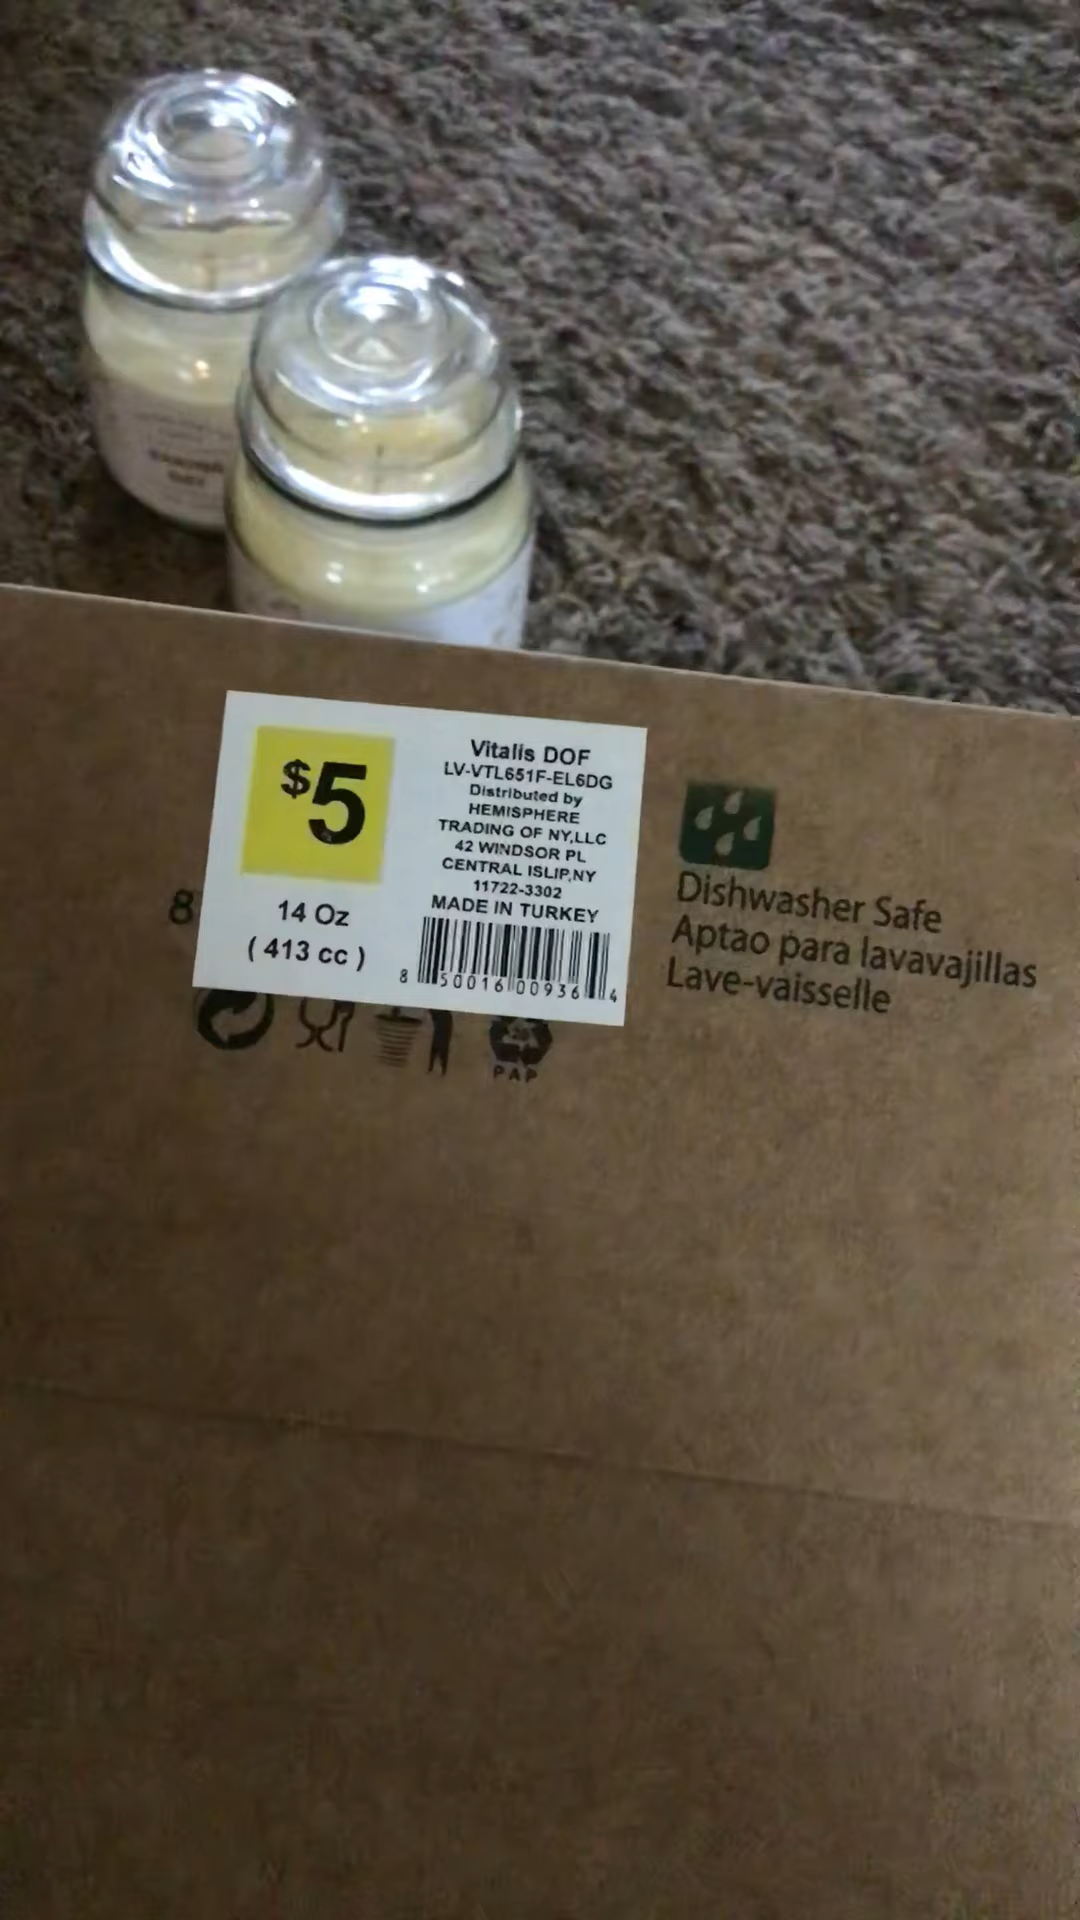 $5
14 Oz
( 413 cc )
Vitalis DOF
LV-VTL651F-EL6DG
Distributed by
HEMISPHERE
TRADING OF NY,LLC
42 WINDSOR PL
CENTRAL ISLIP,NY
11722-3302
MADE IN TURKEY
8 50016 00936 4
8
Dishwasher Safe
Aptao para lavavajillas
Lave-vaisselle
PAP